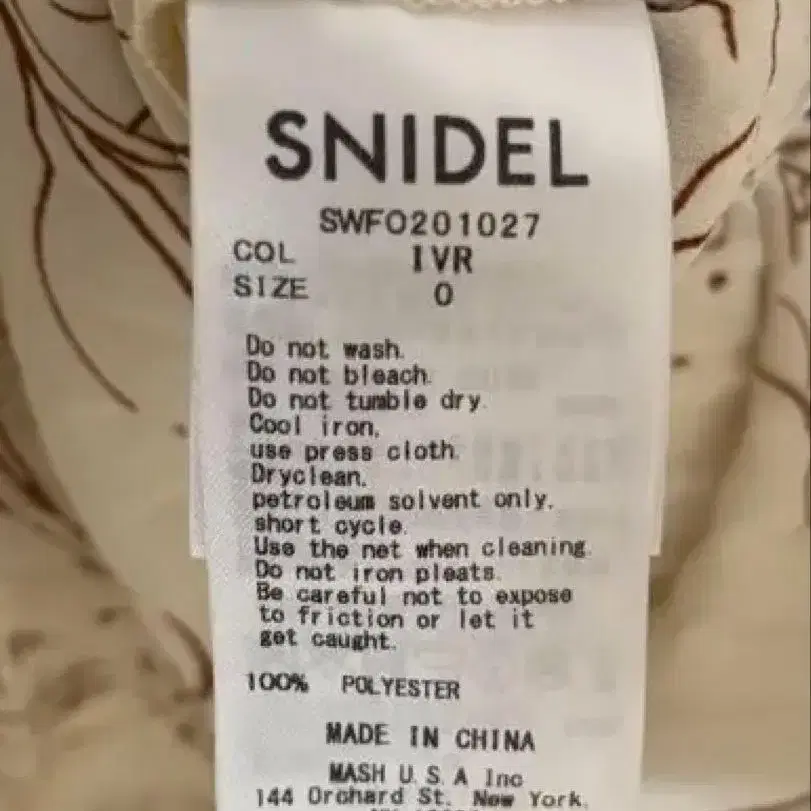 SNIDEL
SWFO201027
COL IVR
SIZE 0
Do not wash.
Do not bleach.
Do not tumble dry.
Cool iron.
use press cloth.
Dryclean.
petroleum solvent only.
short cycle.
Use the net when cleaning.
Do not iron pleats.
Be careful not to expose
to friction or let it
get caught.
100% POLYESTER
MADE IN CHINA
MASH U.S.A Inc
144 Orchard St. New York.